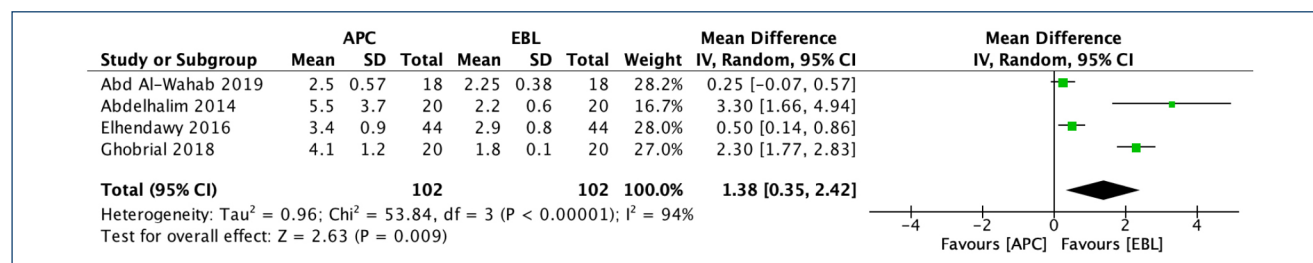 APC EBL Mean Difference Mean Difference
Study or Subgroup Mean SD Total Mean SD Total Weight IV, Random, 95% CI IV, Random, 95% CI
Abd Al-Wahab 2019 2.5 0.57 18 2.25 0.38 18 28.2% 0.25 [-0.07, 0.57]
Abdelhalim 2014 5.5 3.7 20 2.2 0.6 20 16.7% 3.30 [1.66, 4.94]
Elhendawy 2016 3.4 0.9 44 2.9 0.8 44 28.0% 0.50 [0.14, 0.86]
Ghobrial 2018 4.1 1.2 20 1.8 0.1 20 27.0% 2.30 [1.77, 2.83]
Total (95% CI) 102 102 100.0% 1.38 [0.35, 2.42]
Heterogeneity: Tau² = 0.96; Chi² = 53.84, df = 3 (P < 0.00001); I² = 94%
Test for overall effect: Z = 2.63 (P = 0.009)
-4 -2 0 2 4
Favours [APC] Favours [EBL]